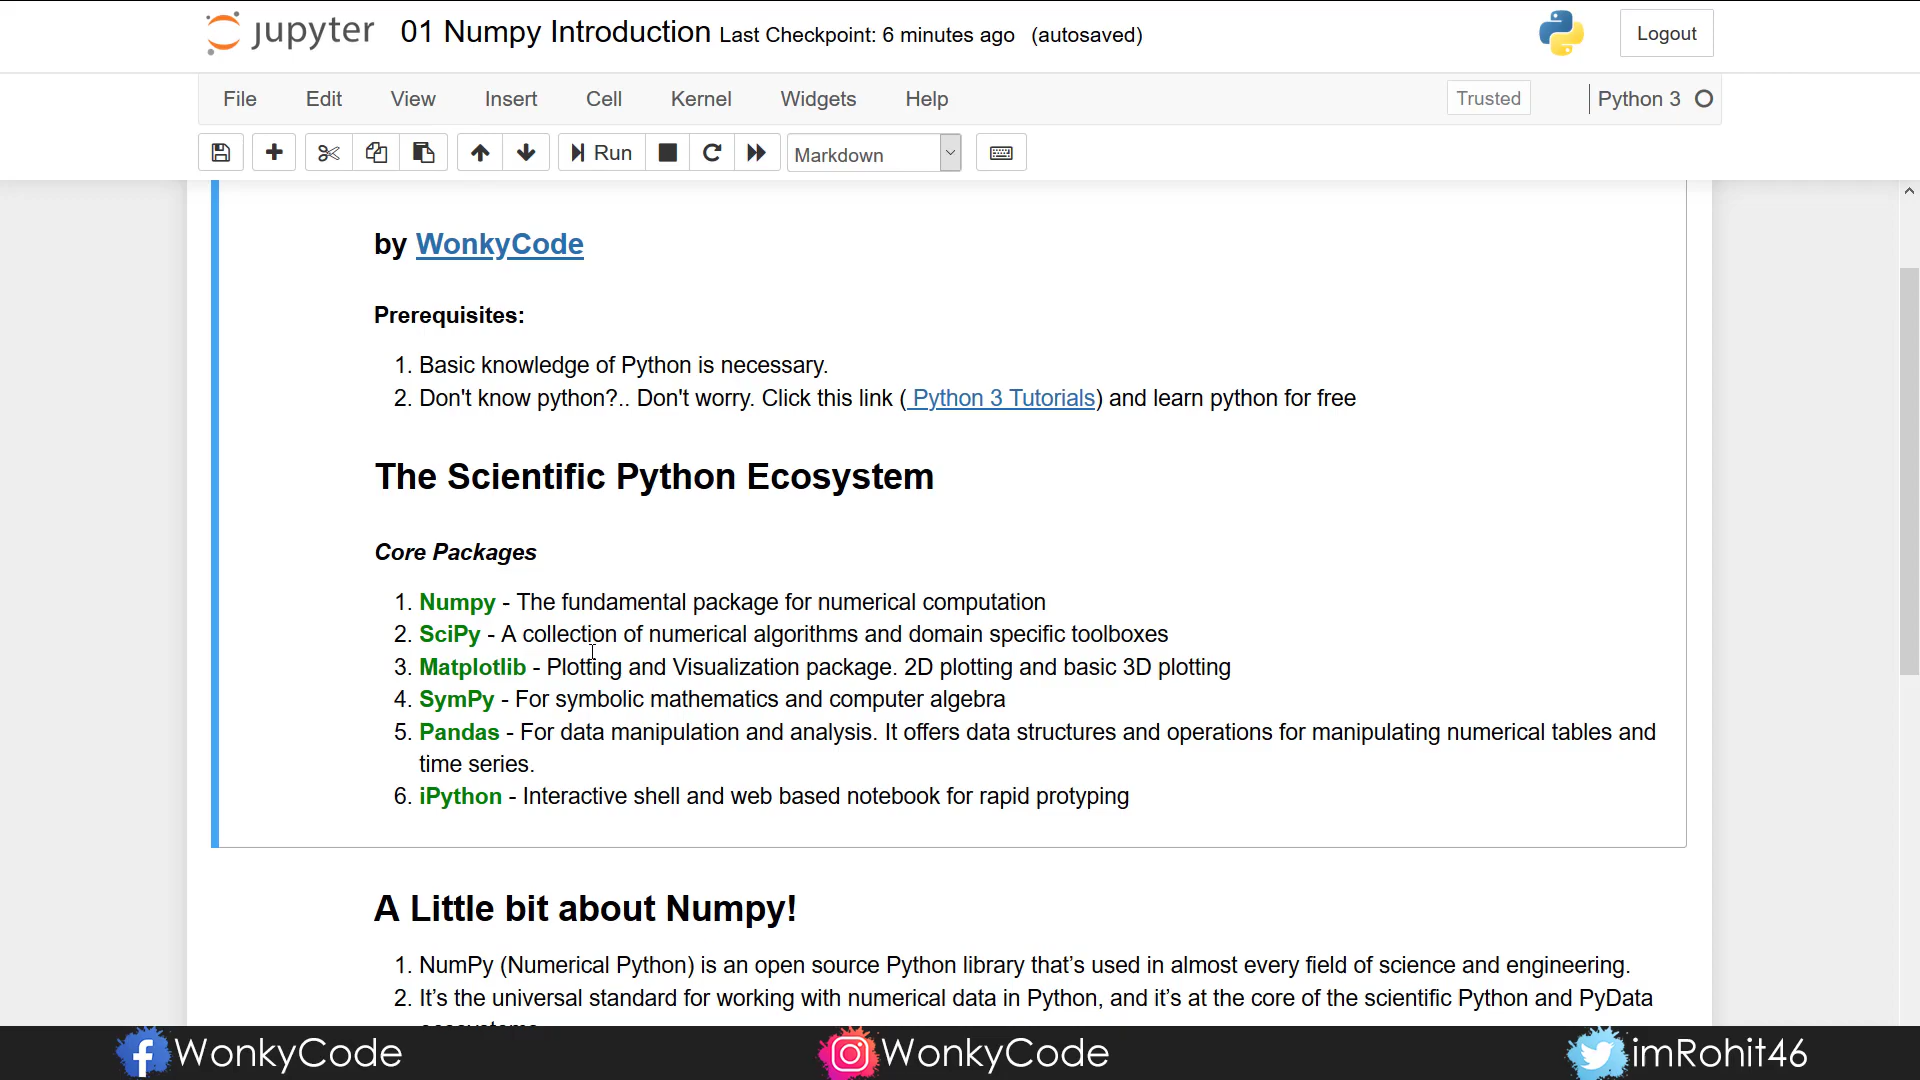 jupyter 01 Numpy Introduction Last Checkpoint: 6 minutes ago (autosaved) Logout
File Edit View Insert Cell Kernel Widgets Help Trusted Python 3
Run Markdown
by WonkyCode
Prerequisites:
1. Basic knowledge of Python is necessary.
2. Don't know python?.. Don't worry. Click this link ( Python 3 Tutorials) and learn python for free
The Scientific Python Ecosystem
Core Packages
1. Numpy - The fundamental package for numerical computation
2. SciPy - A collection of numerical algorithms and domain specific toolboxes
3. Matplotlib - Plotting and Visualization package. 2D plotting and basic 3D plotting
4. SymPy - For symbolic mathematics and computer algebra
5. Pandas - For data manipulation and analysis. It offers data structures and operations for manipulating numerical tables and
time series.
6. iPython - Interactive shell and web based notebook for rapid protyping
A Little bit about Numpy!
1. NumPy (Numerical Python) is an open source Python library that’s used in almost every field of science and engineering.
2. It’s the universal standard for working with numerical data in Python, and it’s at the core of the scientific Python and PyData
WonkyCode WonkyCode imRohit46